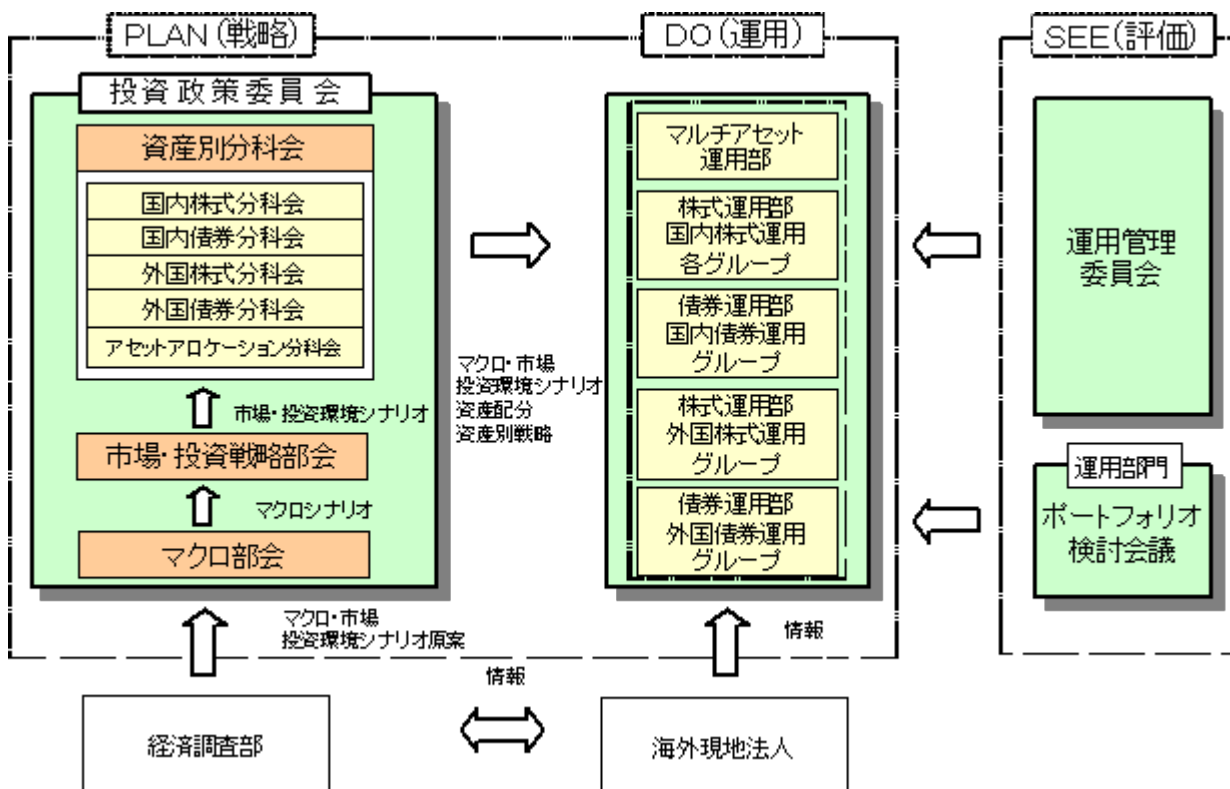 PLAN(戦略)
投資政策委員会
資産別分科会
国内株式分科会
国内債券分科会
外国株式分科会
外国債券分科会
アセットアロケーション分科会
市場・投資環境シナリオ
市場・投資戦略部会
マクロシナリオ
マクロ部会
マクロ・市場
投資環境シナリオ原案
経済調査部
マクロ・市場
投資環境シナリオ
資産配分
資産別戦略
情報
DO(運用)
マルチアセット
運用部
株式運用部
国内株式運用
各グループ
債券運用部
国内債券運用
グループ
株式運用部
外国株式運用
グループ
債券運用部
外国債券運用
グループ
情報
海外現地法人
SEE(評価)
運用管理
委員会
運用部門
ポートフォリオ
検討会議